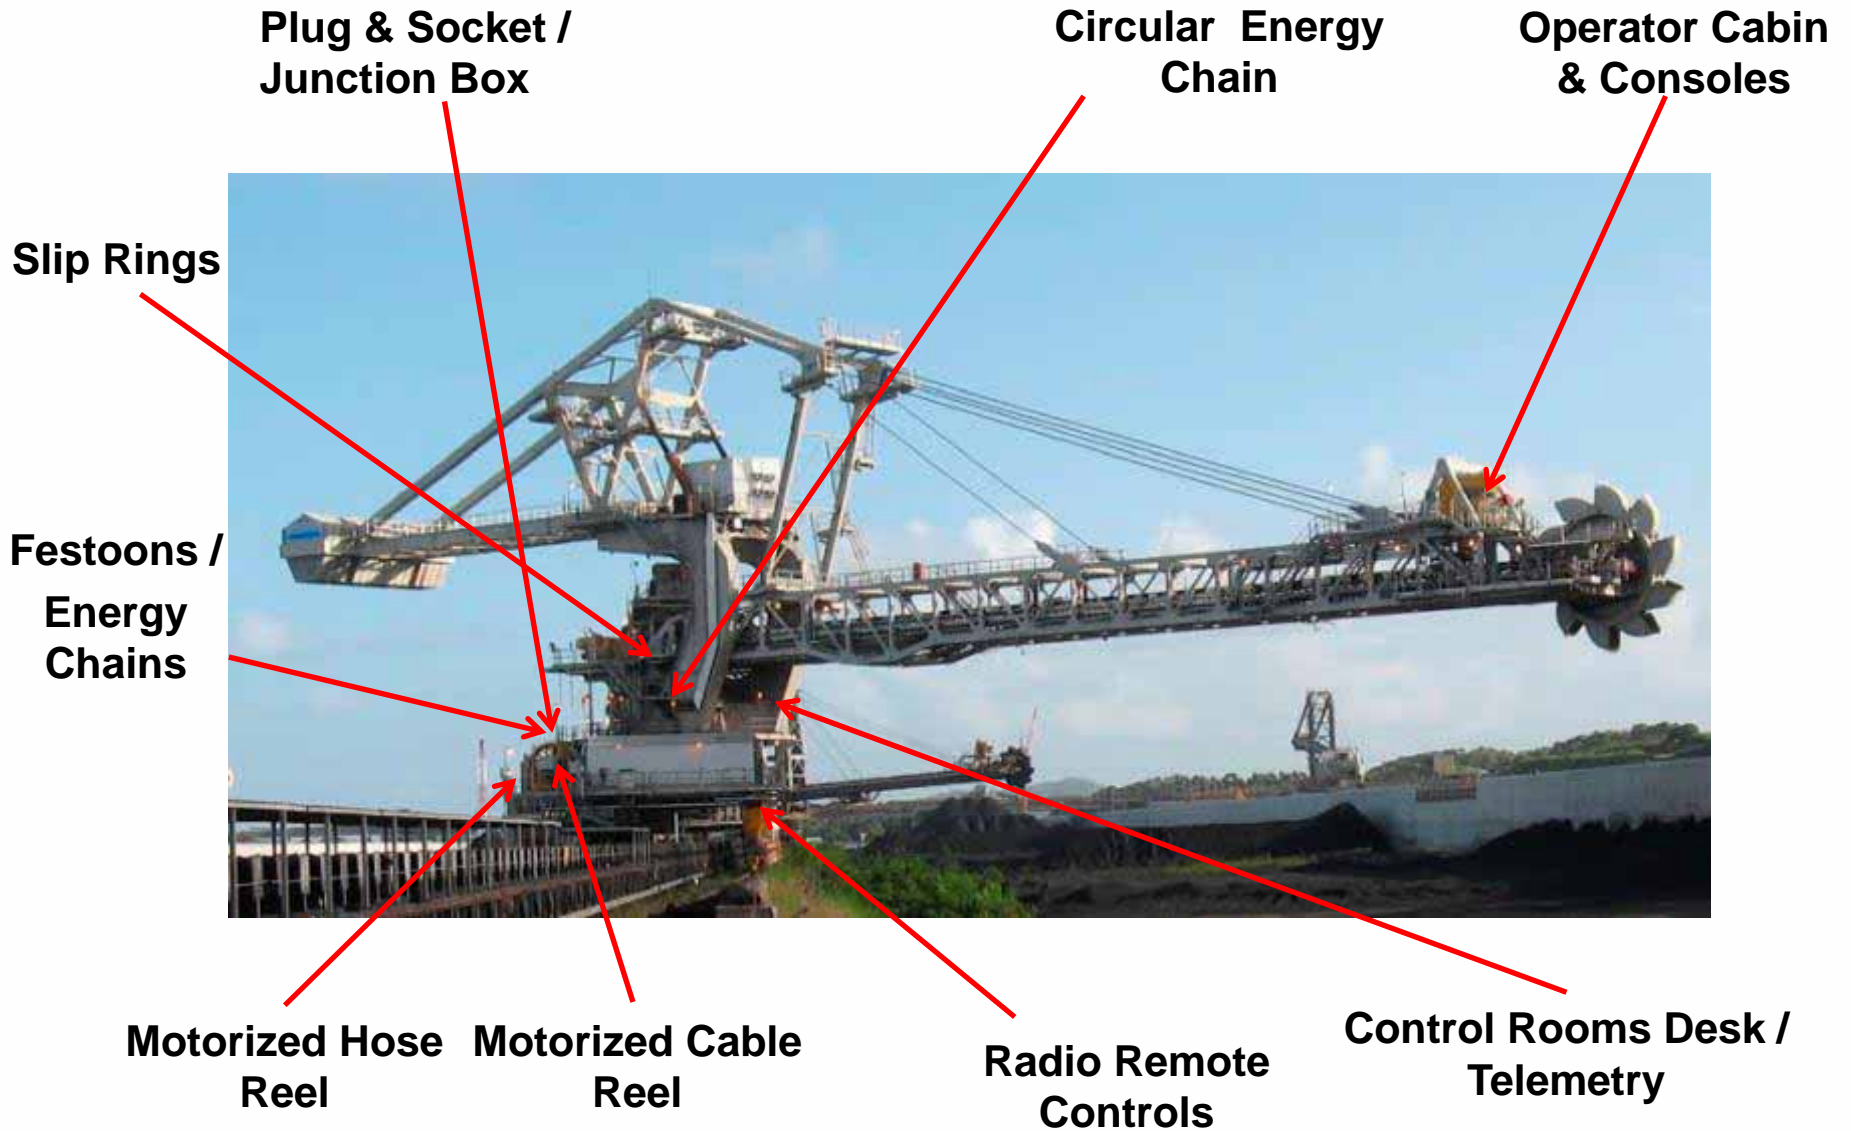 Plug & Socket /
Junction Box
Circular Energy
Chain
Operator Cabin
& Consoles
Slip Rings
Festoons /
Energy
Chains
Motorized Hose
Reel
Motorized Cable
Reel
Radio Remote
Controls
Control Rooms Desk /
Telemetry